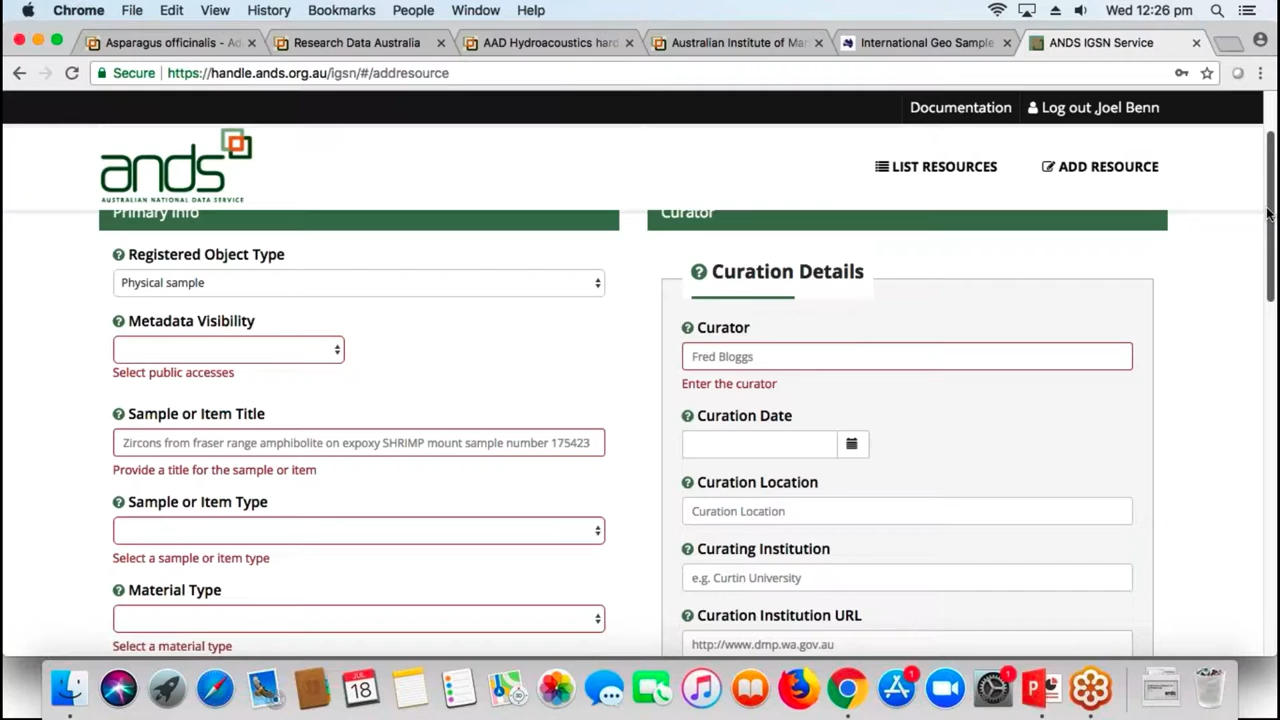 Chrome File Edit View History Bookmarks People Window Help Wed 12:26 pm
Asparagus officinalis - Ad Research Data Australia AAD Hydroacoustics hard Australian Institute of Mar International Geo Sample ANDS IGSN Service
Secure https://handle.ands.org.au/igsn/#/addresource
Documentation Log out ,Joel Benn
ands
AUSTRALIAN NATIONAL DATA SERVICE
LIST RESOURCES ADD RESOURCE
Primary Info
Registered Object Type
Physical sample
Metadata Visibility
Select public accesses
Sample or Item Title
Zircons from fraser range amphibolite on expoxy SHRIMP mount sample number 175423
Provide a title for the sample or item
Sample or Item Type
Select a sample or item type
Material Type
Select a material type
Curator
Curation Details
Curator
Fred Bloggs
Enter the curator
Curation Date
Curation Location
Curation Location
Curating Institution
e.g. Curtin University
Curation Institution URL
http://www.dmp.wa.gov.au
JUL
18
1
1